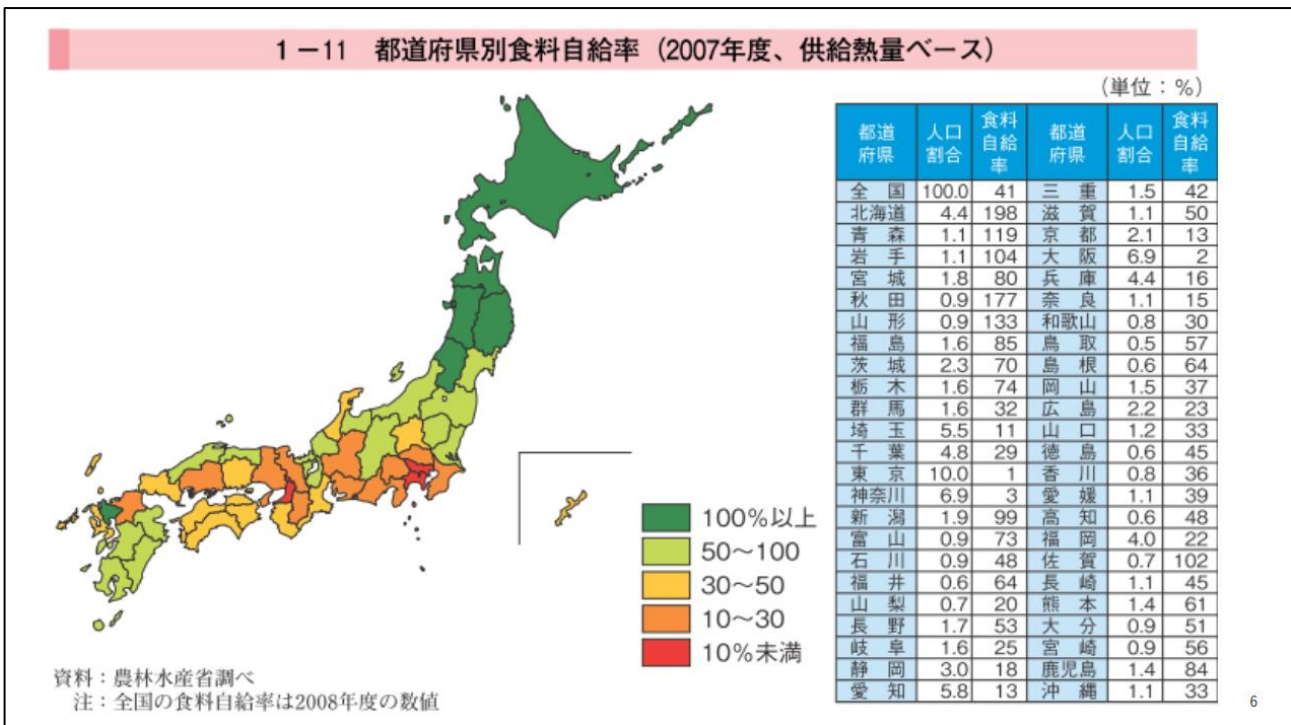 1－11 都道府県別食料自給率（2007年度、供給熱量ベース）
（単位：%）
都道府県 人口割合 食料自給率 都道府県 人口割合 食料自給率
全国 100.0 41 三重 1.5 42
北海道 4.4 198 滋賀 1.1 50
青森 1.1 119 京都 2.1 13
岩手 1.1 104 大阪 6.9 2
宮城 1.8 80 兵庫 4.4 16
秋田 0.9 177 奈良 1.1 15
山形 0.9 133 和歌山 0.8 30
福島 1.6 85 鳥取 0.5 57
茨城 2.3 70 島根 0.6 64
栃木 1.6 74 岡山 1.5 37
群馬 1.6 32 広島 2.2 23
埼玉 5.5 11 山口 1.2 33
千葉 4.8 29 徳島 0.6 45
東京 10.0 1 香川 0.8 36
神奈川 6.9 3 愛媛 1.1 39
新潟 1.9 99 高知 0.6 48
富山 0.9 73 福岡 4.0 22
石川 0.9 48 佐賀 0.7 102
福井 0.6 64 長崎 1.1 45
山梨 0.7 20 熊本 1.4 61
長野 1.7 53 大分 0.9 51
岐阜 1.6 25 宮崎 0.9 56
静岡 3.0 18 鹿児島 1.4 84
愛知 5.8 13 沖縄 1.1 33
100%以上
50～100
30～50
10～30
10%未満
資料：農林水産省調べ
注：全国の食料自給率は2008年度の数値
6